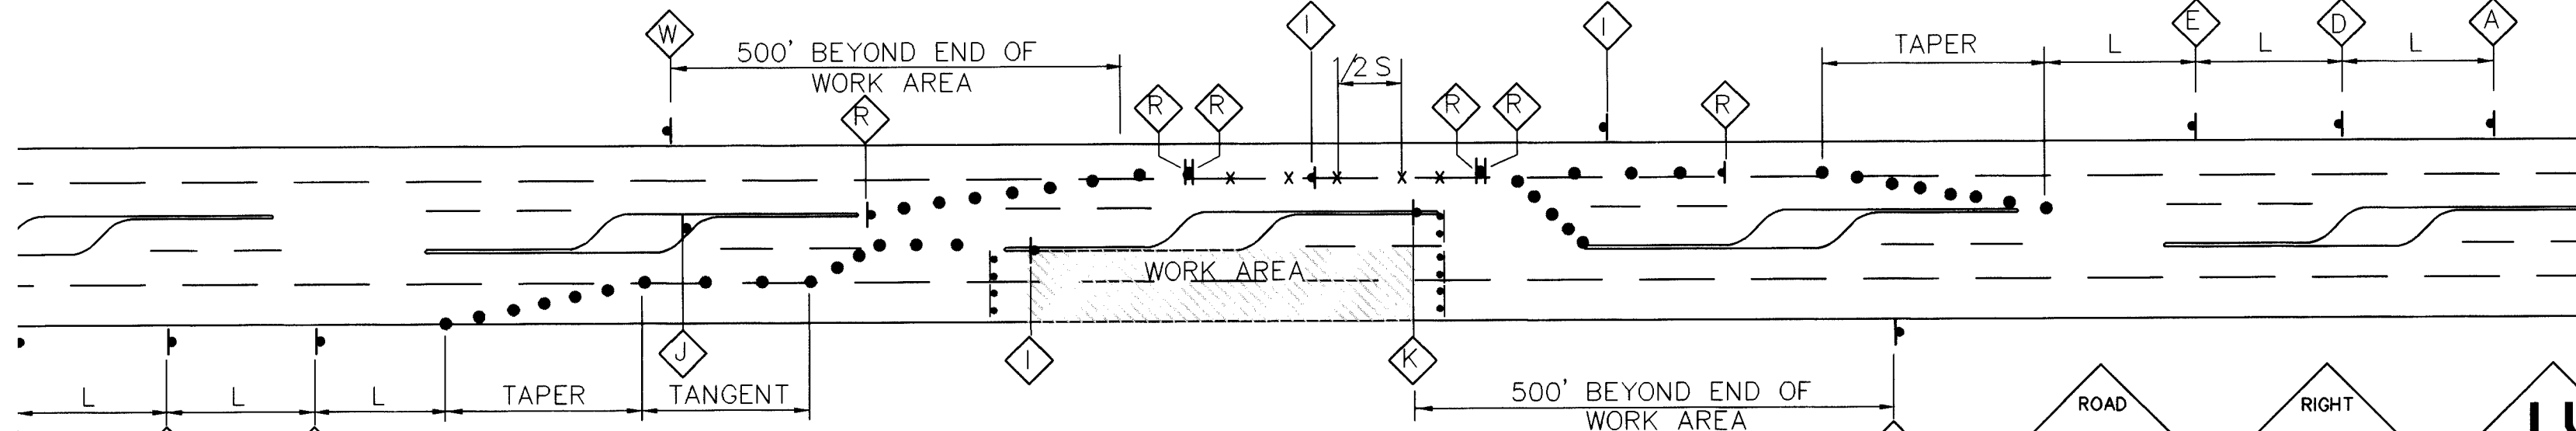 W
500' BEYOND END OF
WORK AREA
R
R
R
I
1/2 S
R
R
I
R
TAPER
L
E
L
D
L
A
WORK AREA
J
I
K
L
L
L
TAPER
TANGENT
500' BEYOND END OF
WORK AREA
ROAD
RIGHT